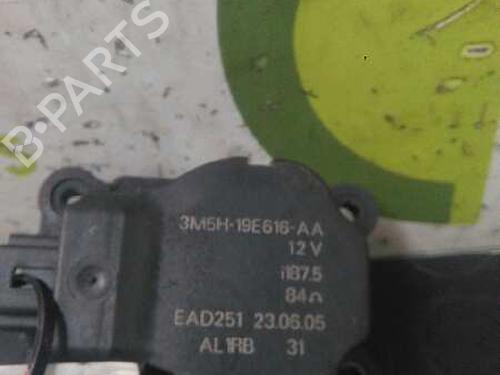 B-Parts
3M5H-19E616-AA
12 V
i187.5
84Ω
EAD251 23.06.05
AL1RB 31